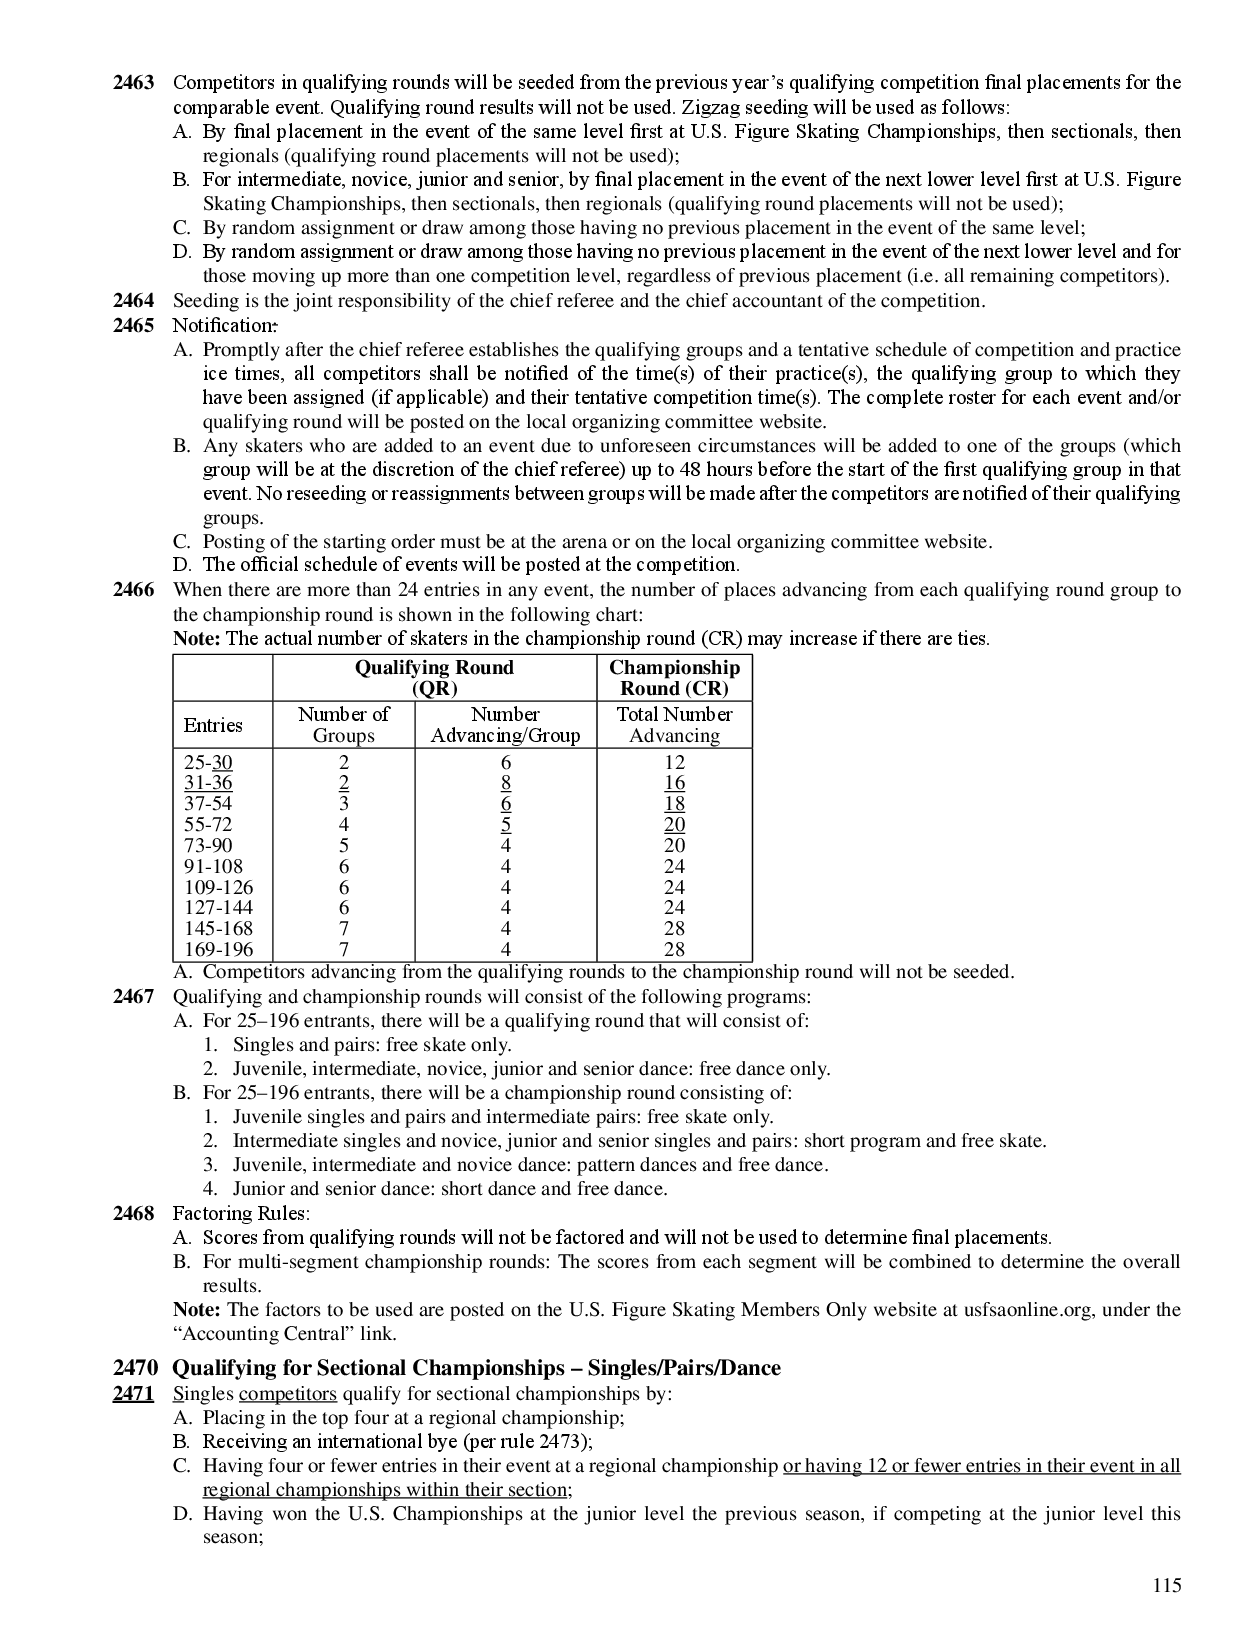 2463 Competitors in qualifying rounds will be seeded from the previous year’s qualifying competition final placements for the
comparable event. Qualifying round results will not be used. Zigzag seeding will be used as follows:
A. By final placement in the event of the same level first at U.S. Figure Skating Championships, then sectionals, then
regionals (qualifying round placements will not be used);
B. For intermediate, novice, junior and senior, by final placement in the event of the next lower level first at U.S. Figure
Skating Championships, then sectionals, then regionals (qualifying round placements will not be used);
C. By random assignment or draw among those having no previous placement in the event of the same level;
D. By random assignment or draw among those having no previous placement in the event of the next lower level and for
those moving up more than one competition level, regardless of previous placement (i.e. all remaining competitors).
2464 Seeding is the joint responsibility of the chief referee and the chief accountant of the competition.
2465 Notification:
A. Promptly after the chief referee establishes the qualifying groups and a tentative schedule of competition and practice
ice times, all competitors shall be notified of the time(s) of their practice(s), the qualifying group to which they
have been assigned (if applicable) and their tentative competition time(s). The complete roster for each event and/or
qualifying round will be posted on the local organizing committee website.
B. Any skaters who are added to an event due to unforeseen circumstances will be added to one of the groups (which
group will be at the discretion of the chief referee) up to 48 hours before the start of the first qualifying group in that
event. No reseeding or reassignments between groups will be made after the competitors are notified of their qualifying
groups.
C. Posting of the starting order must be at the arena or on the local organizing committee website.
D. The official schedule of events will be posted at the competition.
2466 When there are more than 24 entries in any event, the number of places advancing from each qualifying round group to
the championship round is shown in the following chart:
Note: The actual number of skaters in the championship round (CR) may increase if there are ties.
Qualifying Round Championship
(QR) Round (CR)
Entries Number of Number Total Number
Groups Advancing/Group Advancing
25-30 2 6 12
31-36 2 8 16
37-54 3 6 18
55-72 4 5 20
73-90 5 4 20
91-108 6 4 24
109-126 6 4 24
127-144 6 4 24
145-168 7 4 28
169-196 7 4 28
A. Competitors advancing from the qualifying rounds to the championship round will not be seeded.
2467 Qualifying and championship rounds will consist of the following programs:
A. For 25–196 entrants, there will be a qualifying round that will consist of:
1. Singles and pairs: free skate only.
2. Juvenile, intermediate, novice, junior and senior dance: free dance only.
B. For 25–196 entrants, there will be a championship round consisting of:
1. Juvenile singles and pairs and intermediate pairs: free skate only.
2. Intermediate singles and novice, junior and senior singles and pairs: short program and free skate.
3. Juvenile, intermediate and novice dance: pattern dances and free dance.
4. Junior and senior dance: short dance and free dance.
2468 Factoring Rules:
A. Scores from qualifying rounds will not be factored and will not be used to determine final placements.
B. For multi-segment championship rounds: The scores from each segment will be combined to determine the overall
results.
Note: The factors to be used are posted on the U.S. Figure Skating Members Only website at usfsaonline.org, under the
“Accounting Central” link.
2470 Qualifying for Sectional Championships – Singles/Pairs/Dance
2471 Singles competitors qualify for sectional championships by:
A. Placing in the top four at a regional championship;
B. Receiving an international bye (per rule 2473);
C. Having four or fewer entries in their event at a regional championship or having 12 or fewer entries in their event in all
regional championships within their section;
D. Having won the U.S. Championships at the junior level the previous season, if competing at the junior level this
season;
115